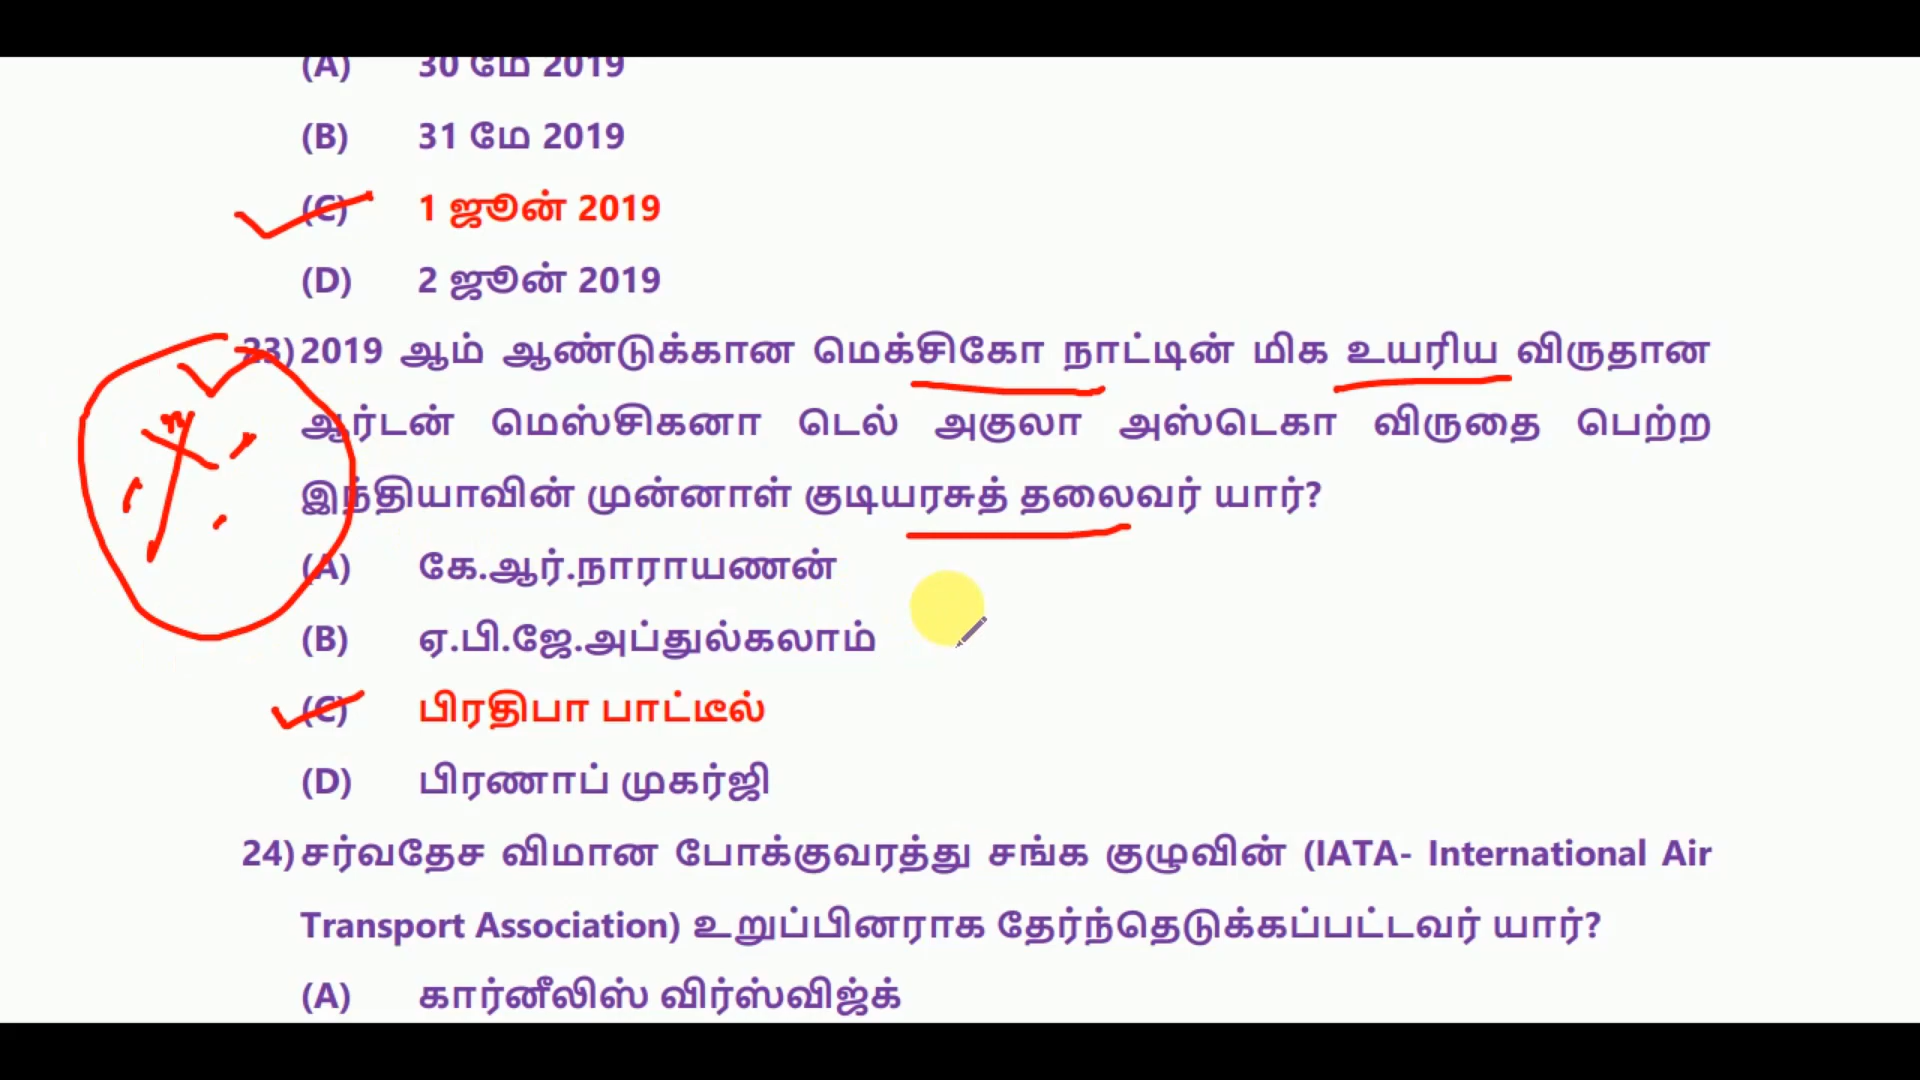 (A) 30 மே 2019
(B) 31 மே 2019
(C) 1 ஜூன் 2019
(D) 2 ஜூன் 2019
23) 2019 ஆம் ஆண்டுக்கான மெக்சிகோ நாட்டின் மிக உயரிய விருதான
ஆர்டன் மெஸ்சிகனா டெல் அகுலா அஸ்டெகா விருதை பெற்ற
இந்தியாவின் முன்னாள் குடியரசுத் தலைவர் யார்?
(A) கே.ஆர்.நாராயணன்
(B) ஏ.பி.ஜே.அப்துல்கலாம்
(C) பிரதிபா பாட்டீல்
(D) பிரணாப் முகர்ஜி
24) சர்வதேச விமான போக்குவரத்து சங்க குழுவின் (IATA- International Air
Transport Association) உறுப்பினராக தேர்ந்தெடுக்கப்பட்டவர் யார்?
(A) கார்னீலிஸ் விர்ஸ்விஜ்க்